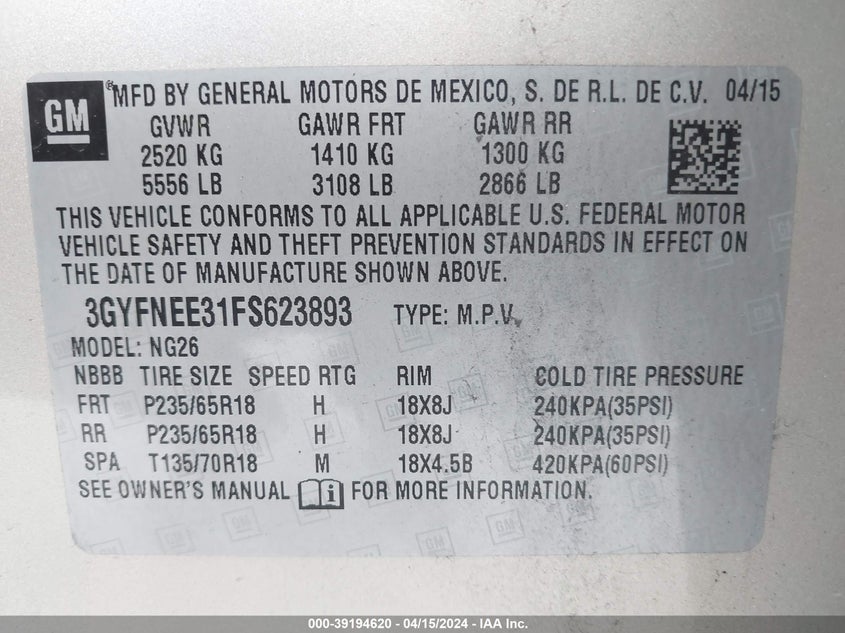 GM ® MFD BY GENERAL MOTORS DE MEXICO, S. DE R.L. DE C.V. 04/15
GVWR GAWR FRT GAWR RR
2520 KG 1410 KG 1300 KG
5556 LB 3108 LB 2866 LB
THIS VEHICLE CONFORMS TO ALL APPLICABLE U.S. FEDERAL MOTOR
VEHICLE SAFETY AND THEFT PREVENTION STANDARDS IN EFFECT ON
THE DATE OF MANUFACTURE SHOWN ABOVE.
3GYFNEE31FS623893 TYPE: M.P.V.
MODEL: NG26
NBBB TIRE SIZE SPEED RTG RIM COLD TIRE PRESSURE
FRT P235/65R18 H 18X8J 240KPA(35PSI)
RR P235/65R18 H 18X8J 240KPA(35PSI)
SPA T135/70R18 M 18X4.5B 420KPA(60PSI)
SEE OWNER'S MANUAL i FOR MORE INFORMATION.
000-39194620 - 04/15/2024 - IAA Inc.